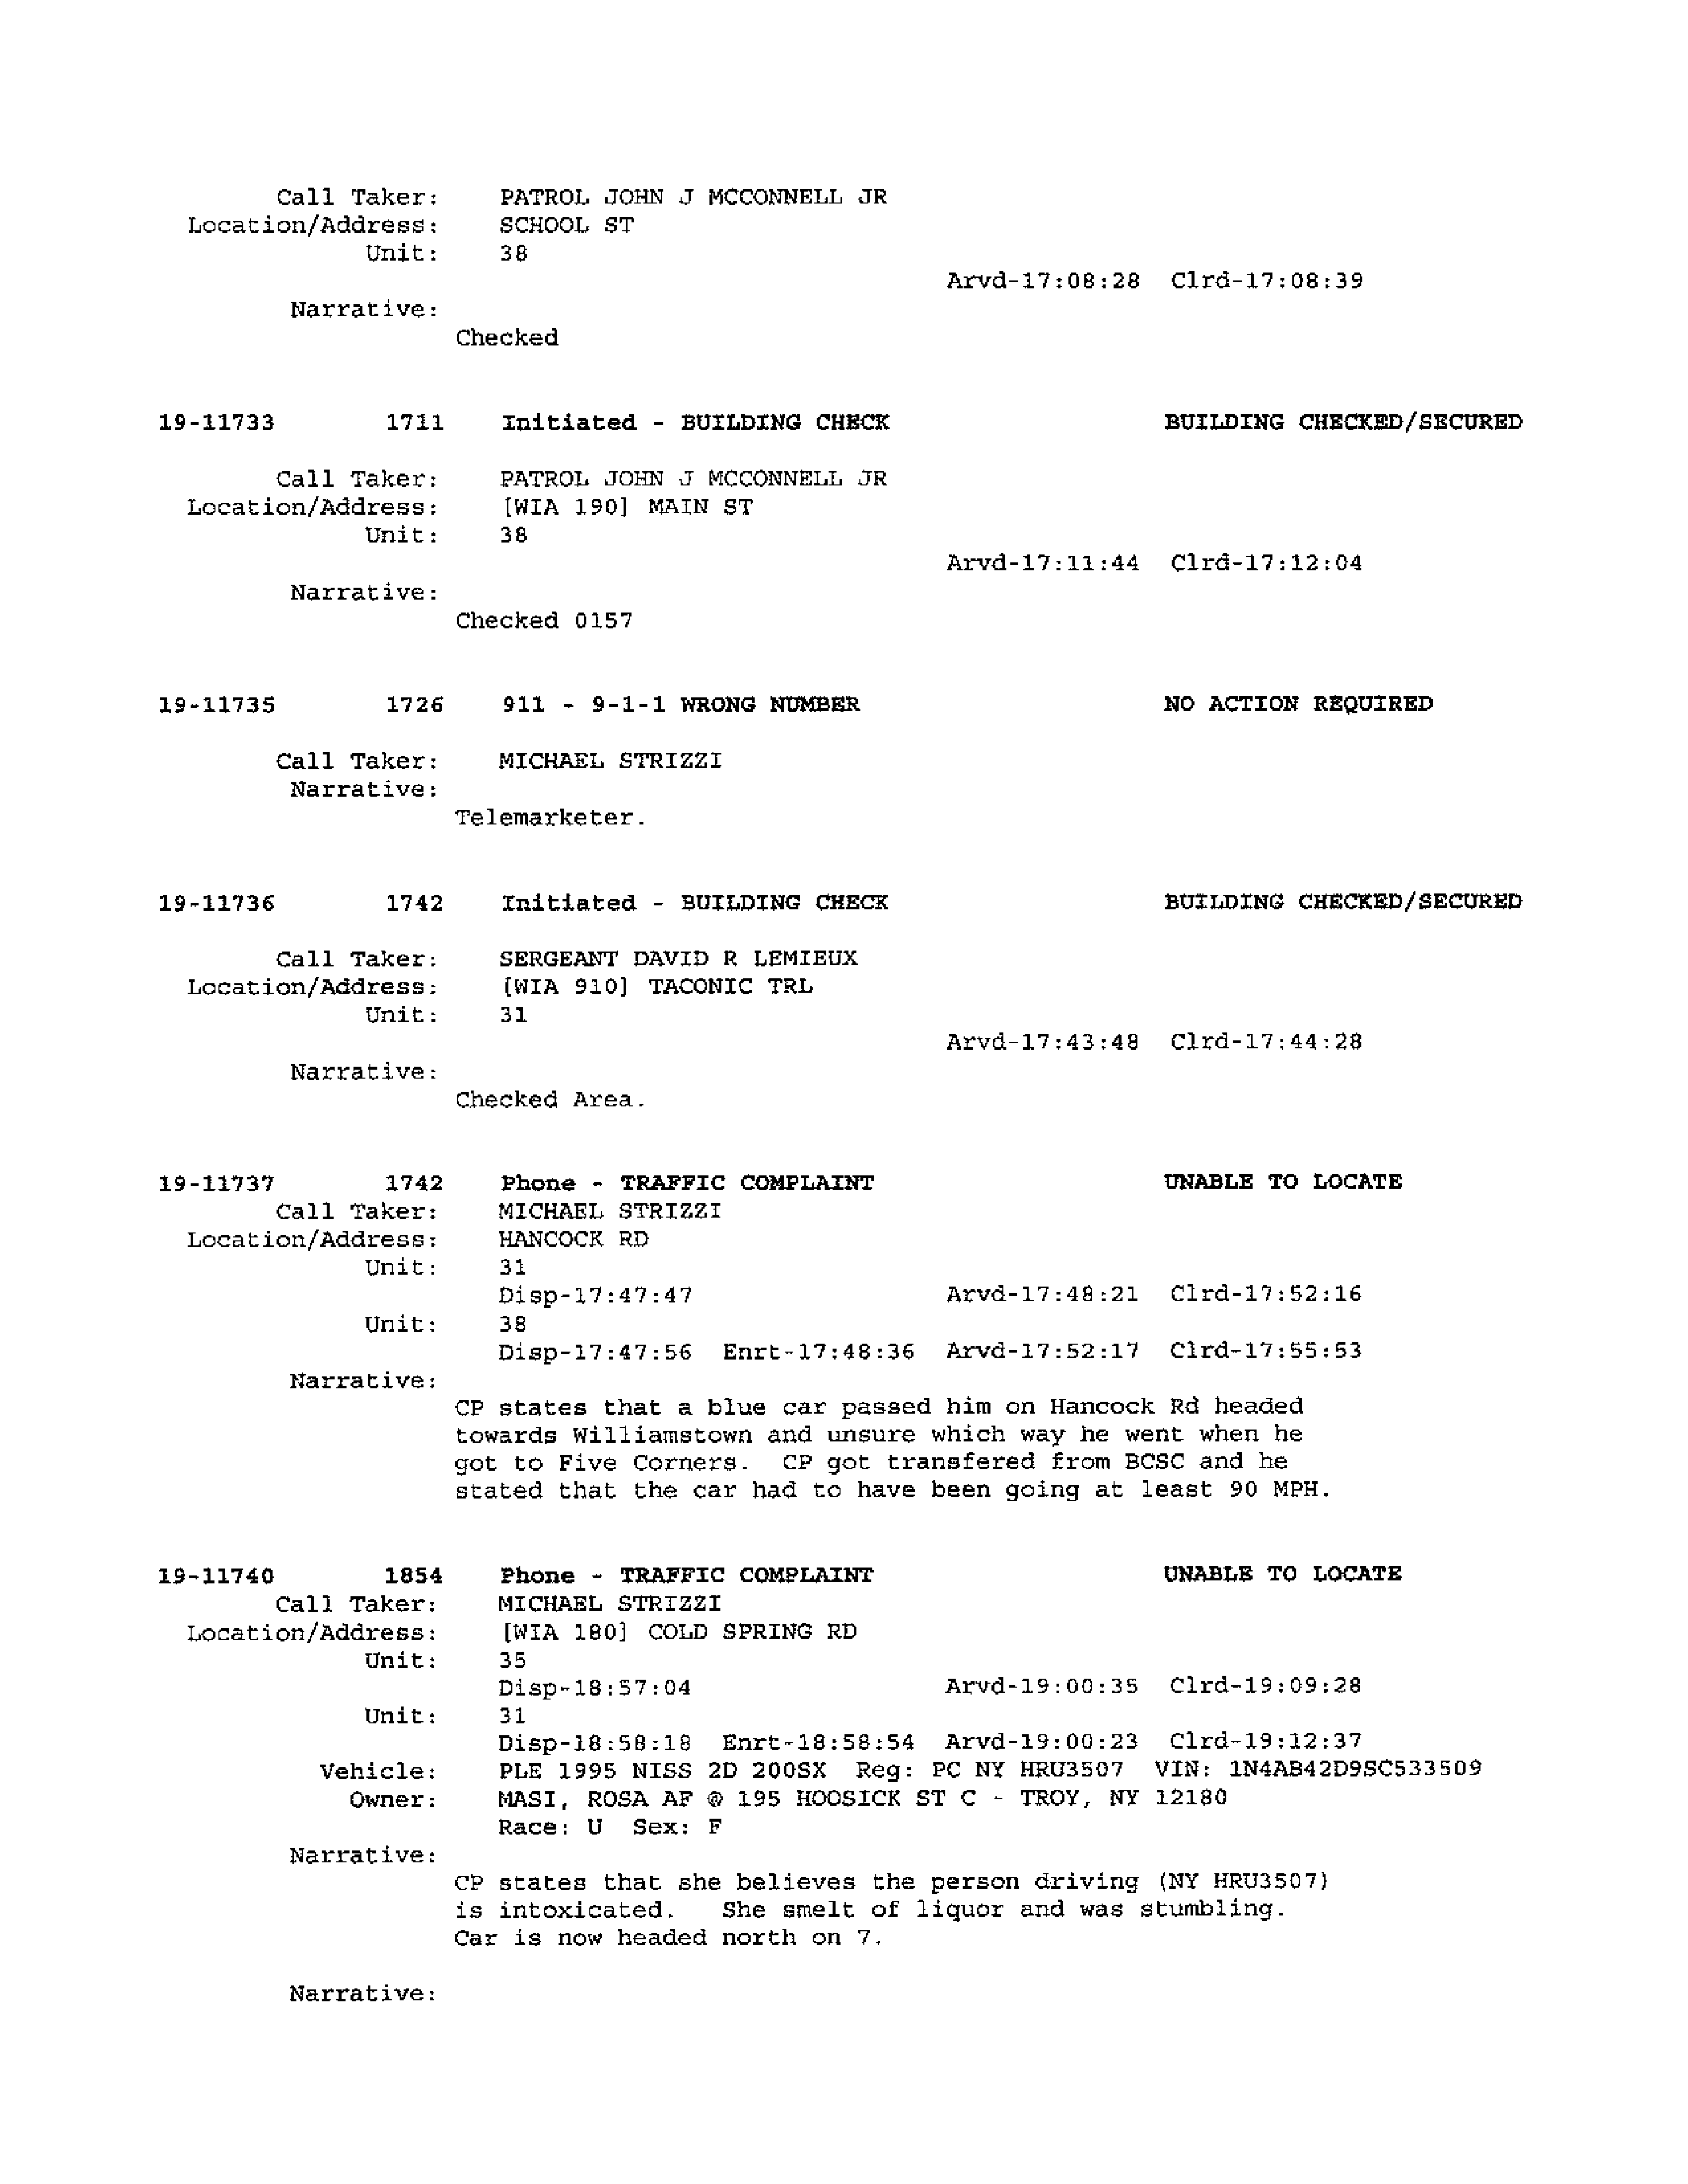 Call Taker: PATROL JOHN J MCCONNELL JR
Location/Address: SCHOOL ST
Unit: 38
Arvd-17:08:28 Clrd-17:08:39
Narrative:
Checked
19-11733 1711 Initiated - BUILDING CHECK BUILDING CHECKED/SECURED
Call Taker: PATROL JOHN J MCCONNELL JR
Location/Address: [WIA 190] MAIN ST
Unit: 38
Arvd-17:11:44 Clrd-17:12:04
Narrative:
Checked 0157
19-11735 1726 911 - 9-1-1 WRONG NUMBER NO ACTION REQUIRED
Call Taker: MICHAEL STRIZZI
Narrative:
Telemarketer.
19-11736 1742 Initiated - BUILDING CHECK BUILDING CHECKED/SECURED
Call Taker: SERGEANT DAVID R LEMIEUX
Location/Address: [WIA 910] TACONIC TRL
Unit: 31
Arvd-17:43:48 Clrd-17:44:28
Narrative:
Checked Area.
19-11737 1742 Phone - TRAFFIC COMPLAINT UNABLE TO LOCATE
Call Taker: MICHAEL STRIZZI
Location/Address: HANCOCK RD
Unit: 31
Disp-17:47:47 Arvd-17:48:21 Clrd-17:52:16
Unit: 38
Disp-17:47:56 Enrt-17:48:36 Arvd-17:52:17 Clrd-17:55:53
Narrative:
CP states that a blue car passed him on Hancock Rd headed
towards Williamstown and unsure which way he went when he
got to Five Corners. CP got transfered from BCSC and he
stated that the car had to have been going at least 90 MPH.
19-11740 1854 Phone - TRAFFIC COMPLAINT UNABLE TO LOCATE
Call Taker: MICHAEL STRIZZI
Location/Address: [WIA 180] COLD SPRING RD
Unit: 35
Disp-18:57:04 Arvd-19:00:35 Clrd-19:09:28
Unit: 31
Disp-18:58:18 Enrt-18:58:54 Arvd-19:00:23 Clrd-19:12:37
Vehicle: PLE 1995 NISS 2D 200SX Reg: PC NY HRU3507 VIN: 1N4AB42D9SC533509
Owner: MASI, ROSA AF @ 195 HOOSICK ST C - TROY, NY 12180
Race: U Sex: F
Narrative:
CP states that she believes the person driving (NY HRU3507)
is intoxicated. She smelt of liquor and was stumbling.
Car is now headed north on 7.
Narrative: